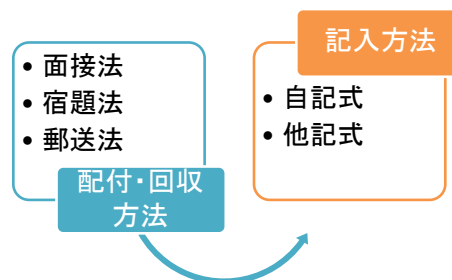 • 面接法
• 宿題法
• 郵送法
配付・回収
方法
記入方法
• 自記式
• 他記式